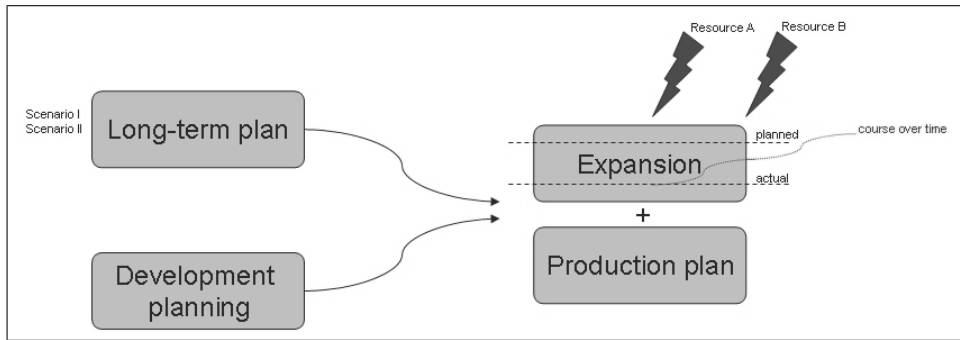 Resource A
Resource B
Scenario I
Scenario II
Long-term plan
planned
course over time
Expansion
actual
+
Development
planning
Production plan